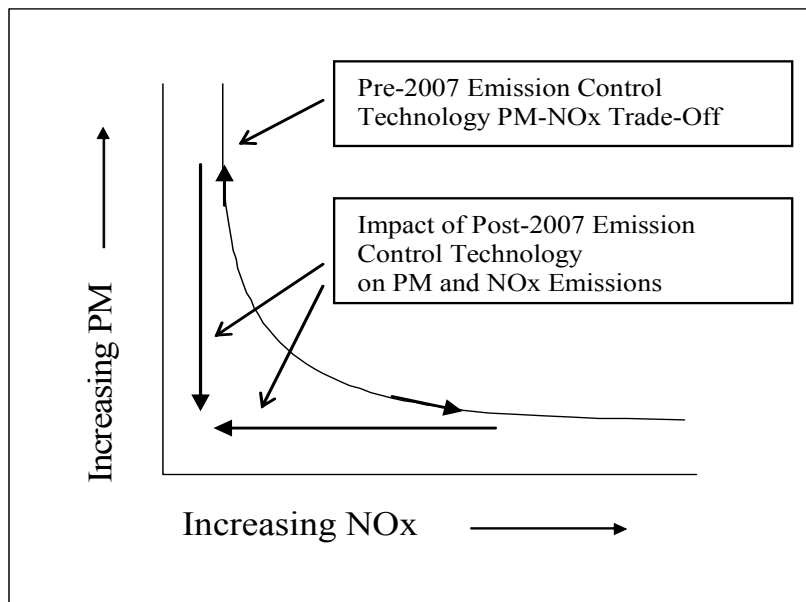 Pre-2007 Emission Control
Technology PM-NOx Trade-Off
Impact of Post-2007 Emission
Control Technology
on PM and NOx Emissions
Increasing PM
Increasing NOx